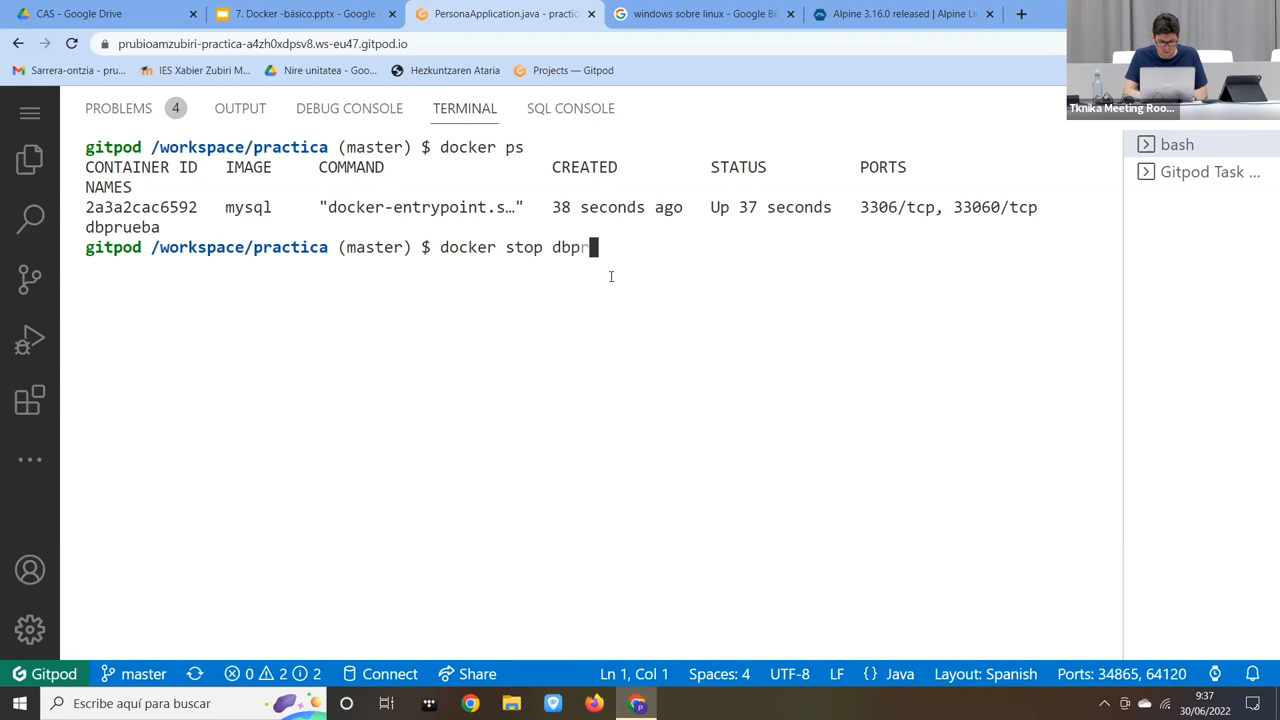 CAS - Google Drive
7. Docker -básico.pptx - Google
PersonaApplication.java - practic
windows sobre linux - Google Bú
Alpine 3.16.0 released | Alpine Li
prubioamzubiri-practica-a4zh0xdpsv8.ws-eu47.gitpod.io
Sarrera-ontzia - pru...
IES Xabier Zubiri M...
Nire unitatea - Goo...
Hezkuntzaren Ataria
Projects — Gitpod
Tknika Meeting Roo...
PROBLEMS 4 OUTPUT DEBUG CONSOLE TERMINAL SQL CONSOLE
gitpod /workspace/practica (master) $ docker ps
CONTAINER ID IMAGE COMMAND CREATED STATUS PORTS
NAMES
2a3a2cac6592 mysql "docker-entrypoint.s…" 38 seconds ago Up 37 seconds 3306/tcp, 33060/tcp
dbprueba
gitpod /workspace/practica (master) $ docker stop dbpr
bash
Gitpod Task ...
Gitpod master 0 2 2 Connect Share Ln 1, Col 1 Spaces: 4 UTF-8 LF {} Java Layout: Spanish Ports: 34865, 64120
Escribe aquí para buscar
9:37
30/06/2022